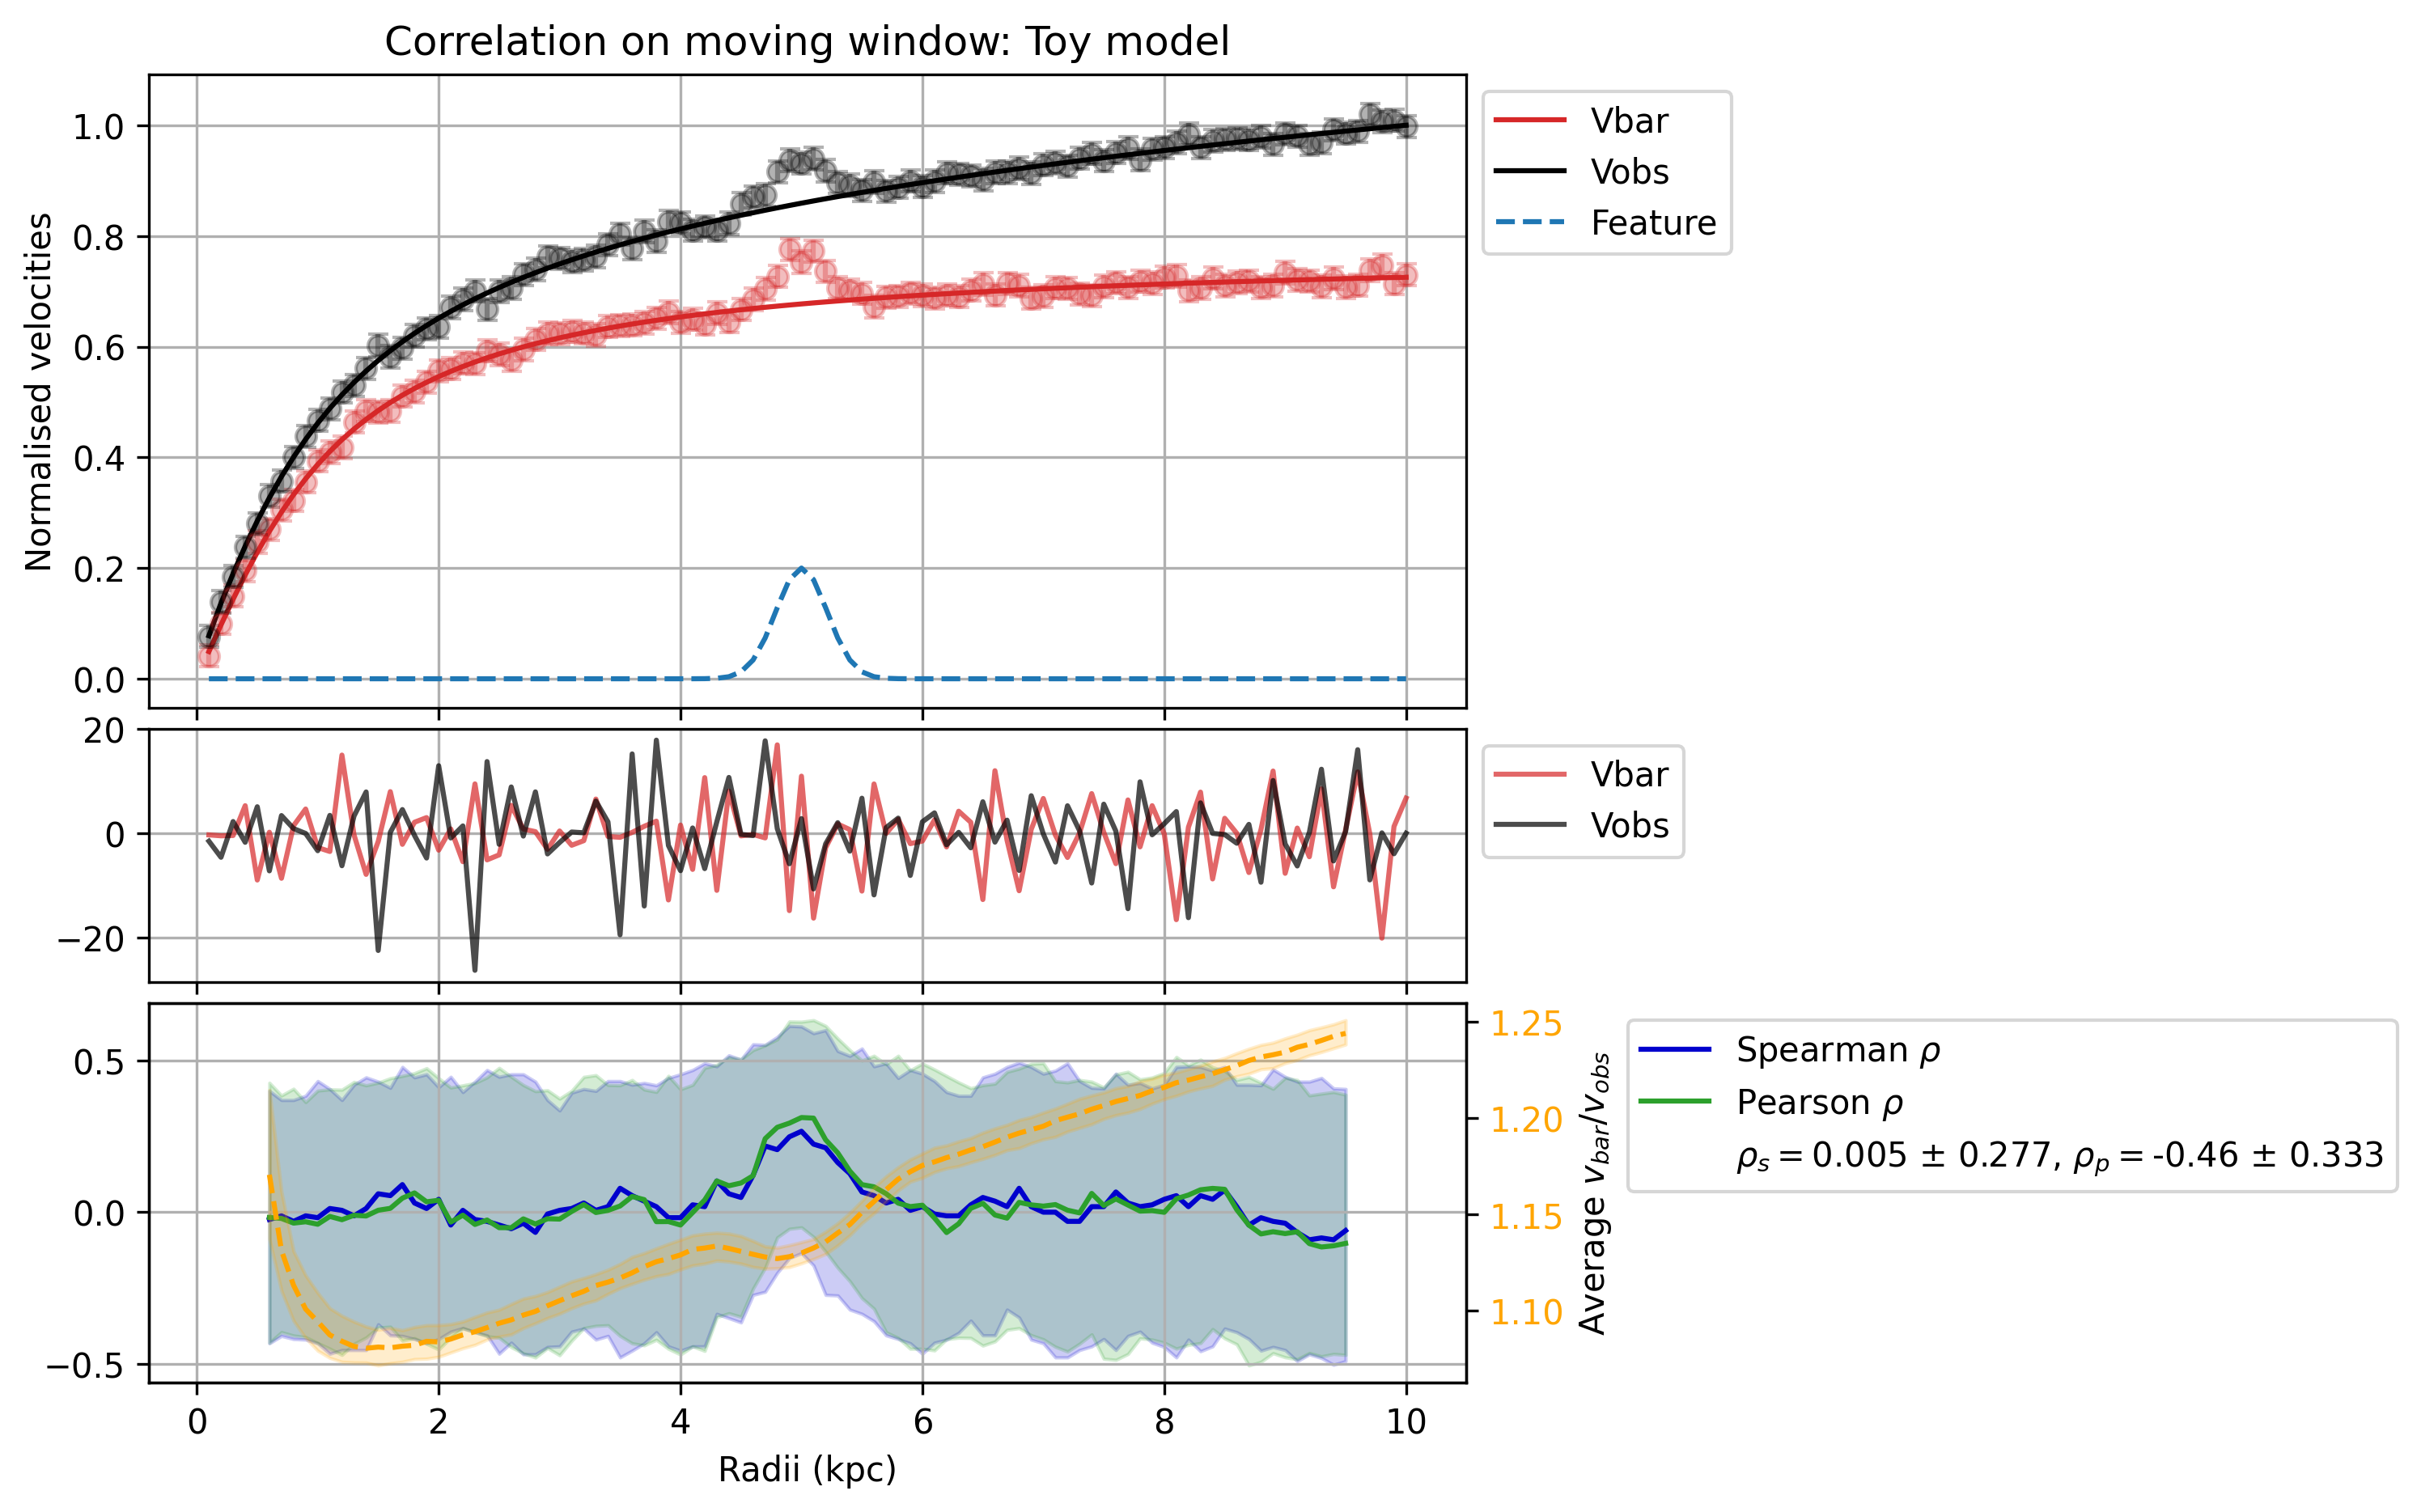 Correlation on moving window: Toy model
Normalised velocities
1.0
0.8
0.6
0.4
0.2
0.0
Vbar
Vobs
Feature
20
0
−20
Vbar
Vobs
0.5
0.0
−0.5
1.25
1.20
1.15
1.10
Average v_bar/v_obs
Spearman ρ
Pearson ρ
ρ_s = 0.005 ± 0.277, ρ_p = -0.46 ± 0.333
0 2 4 6 8 10
Radii (kpc)